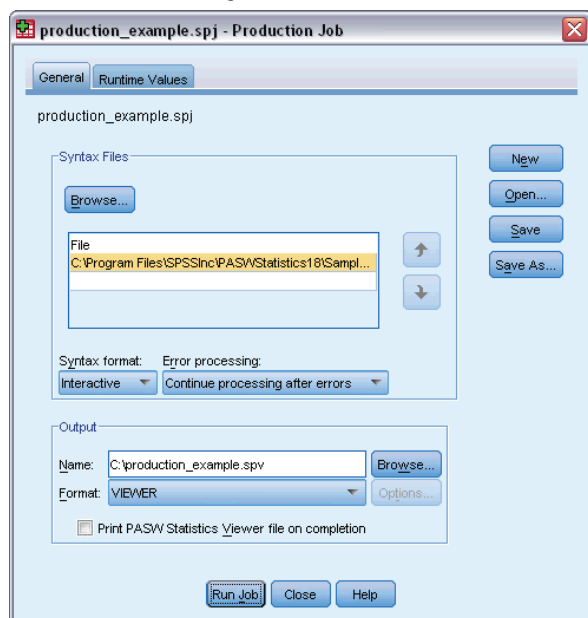 production_example.spj - Production Job
General
Runtime Values
production_example.spj
Syntax Files
Browse...
File
C:\Program Files\SPSSInc\PASWStatistics18\Sampl...
Syntax format:
Error processing:
Interactive
Continue processing after errors
New
Open...
Save
Save As...
Output
Name:
C:\production_example.spv
Browse...
Format:
VIEWER
Options...
Print PASW Statistics Viewer file on completion
Run Job
Close
Help